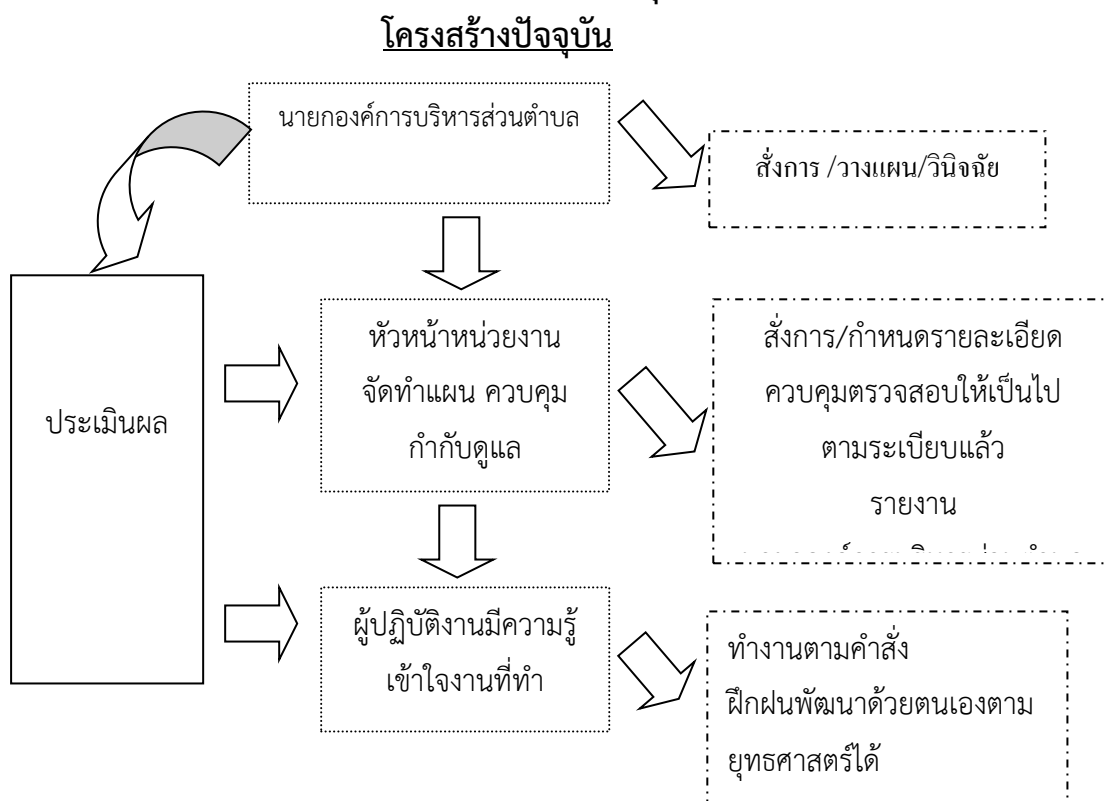 โครงสร้างปัจจุบัน
นายกองค์การบริหารส่วนตำบล
สั่งการ /วางแผน/วินิจฉัย
ประเมินผล
หัวหน้าหน่วยงาน
จัดทำแผน ควบคุม
กำกับดูแล
สั่งการ/กำหนดรายละเอียด
ควบคุมตรวจสอบให้เป็นไป
ตามระเบียบแล้ว
รายงาน
ผู้ปฏิบัติงานมีความรู้
เข้าใจงานที่ทำ
ทำงานตามคำสั่ง
ฝึกฝนพัฒนาด้วยตนเองตาม
ยุทธศาสตร์ได้